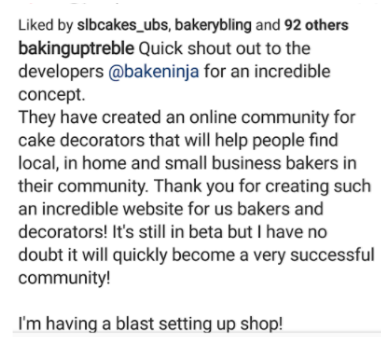 Liked by slbcakes_ubs, bakerybling and 92 others
bakinguptreble Quick shout out to the
developers @bakeninja for an incredible
concept.
They have created an online community for
cake decorators that will help people find
local, in home and small business bakers in
their community. Thank you for creating such
an incredible website for us bakers and
decorators! It's still in beta but I have no
doubt it will quickly become a very successful
community!
I'm having a blast setting up shop!